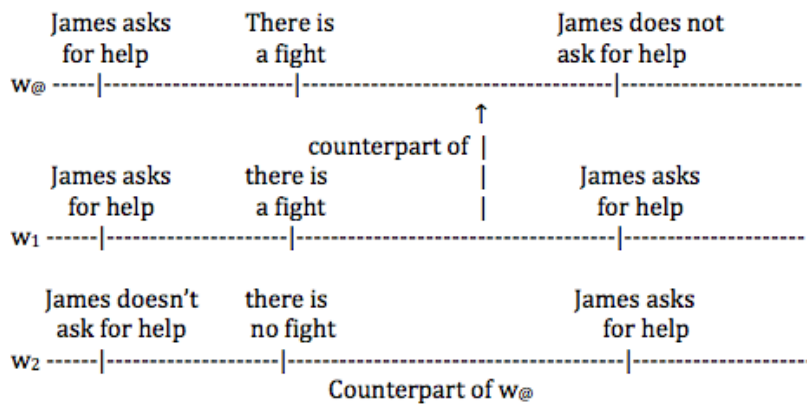 James asks There is James does not
for help a fight ask for help
w@ -----|---------------------|-----------------------------------|--------------------
↑
counterpart of |
James asks there is | James asks
for help a fight | for help
w1 ------|--------------------|------------------------------------|--------------------
James doesn't there is James asks
ask for help no fight for help
w2 ------|-------------------|--------------------------------------|--------------------
Counterpart of w@